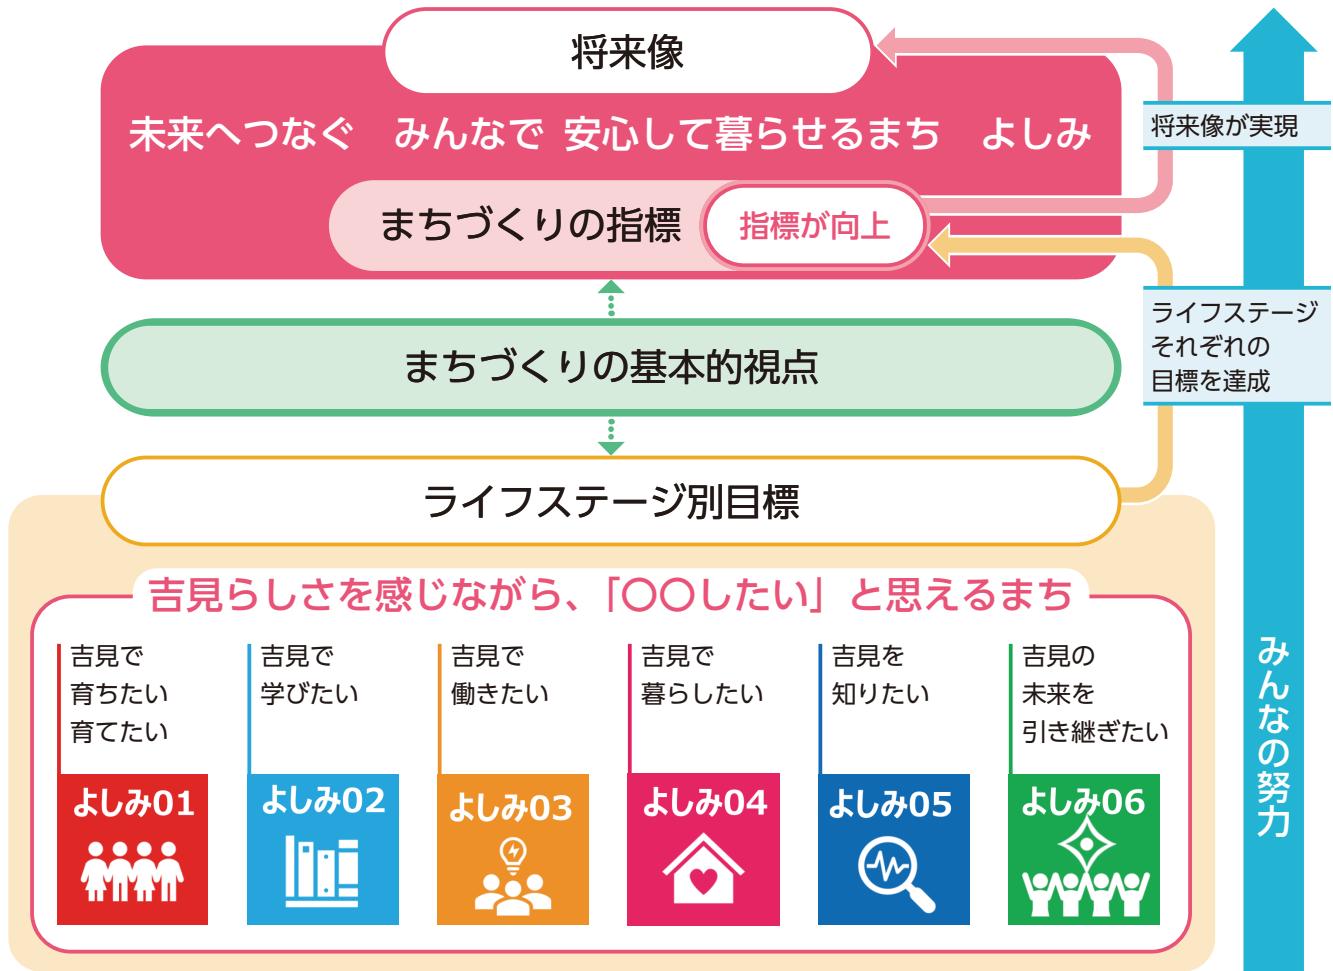 将来像
未来へつなぐ　みんなで 安心して暮らせるまち　よしみ
まちづくりの指標
指標が向上
将来像が実現
まちづくりの基本的視点
ライフステージ
それぞれの
目標を達成
ライフステージ別目標
吉見らしさを感じながら、「〇〇したい」と思えるまち
吉見で
育ちたい
育てたい
よしみ01
吉見で
学びたい
よしみ02
吉見で
働きたい
よしみ03
吉見で
暮らしたい
よしみ04
吉見を
知りたい
よしみ05
吉見の
未来を
引き継ぎたい
よしみ06
みんなの努力